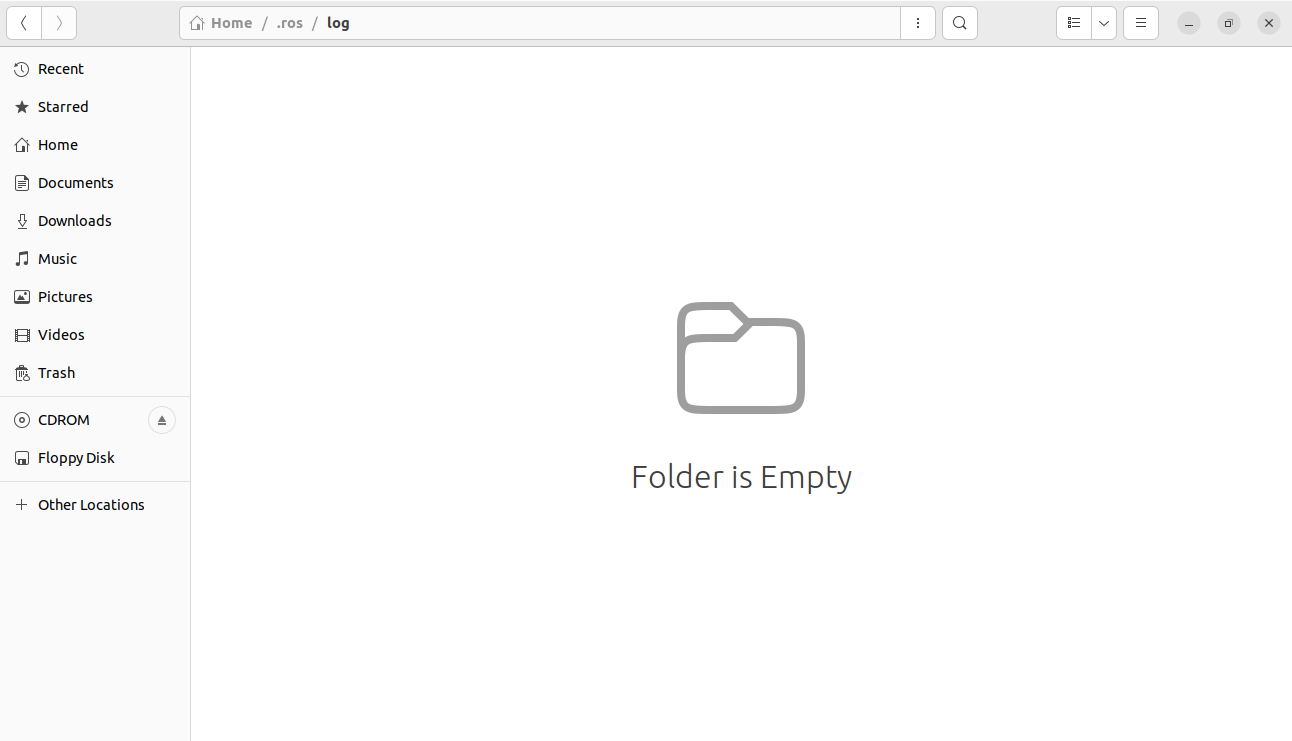 Home / .ros / log
Recent
Starred
Home
Documents
Downloads
Music
Pictures
Videos
Trash
CDROM
Floppy Disk
Other Locations
Folder is Empty